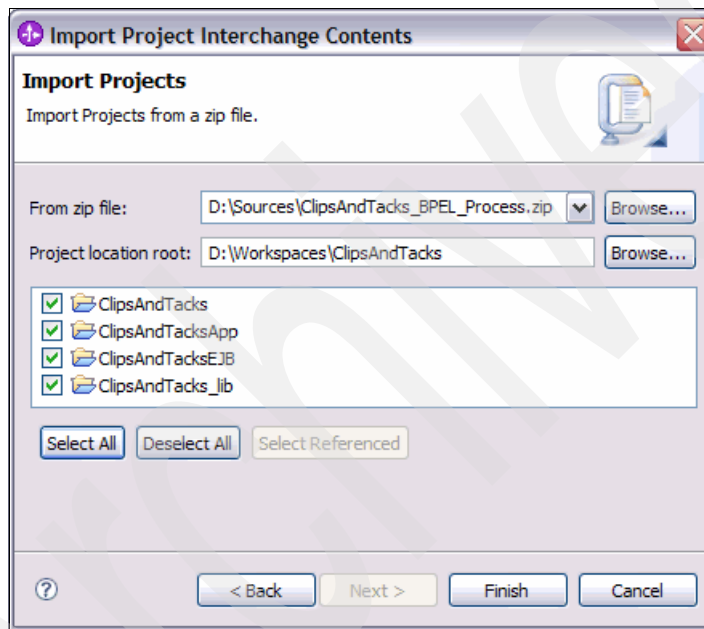 Import Project Interchange Contents
Import Projects
Import Projects from a zip file.
From zip file: D:\Sources\ClipsAndTacks_BPEL_Process.zip Browse...
Project location root: D:\Workspaces\ClipsAndTacks Browse...
ClipsAndTacks
ClipsAndTacksApp
ClipsAndTacksEJB
ClipsAndTacks_lib
Select All Deselect All Select Referenced
? < Back Next > Finish Cancel